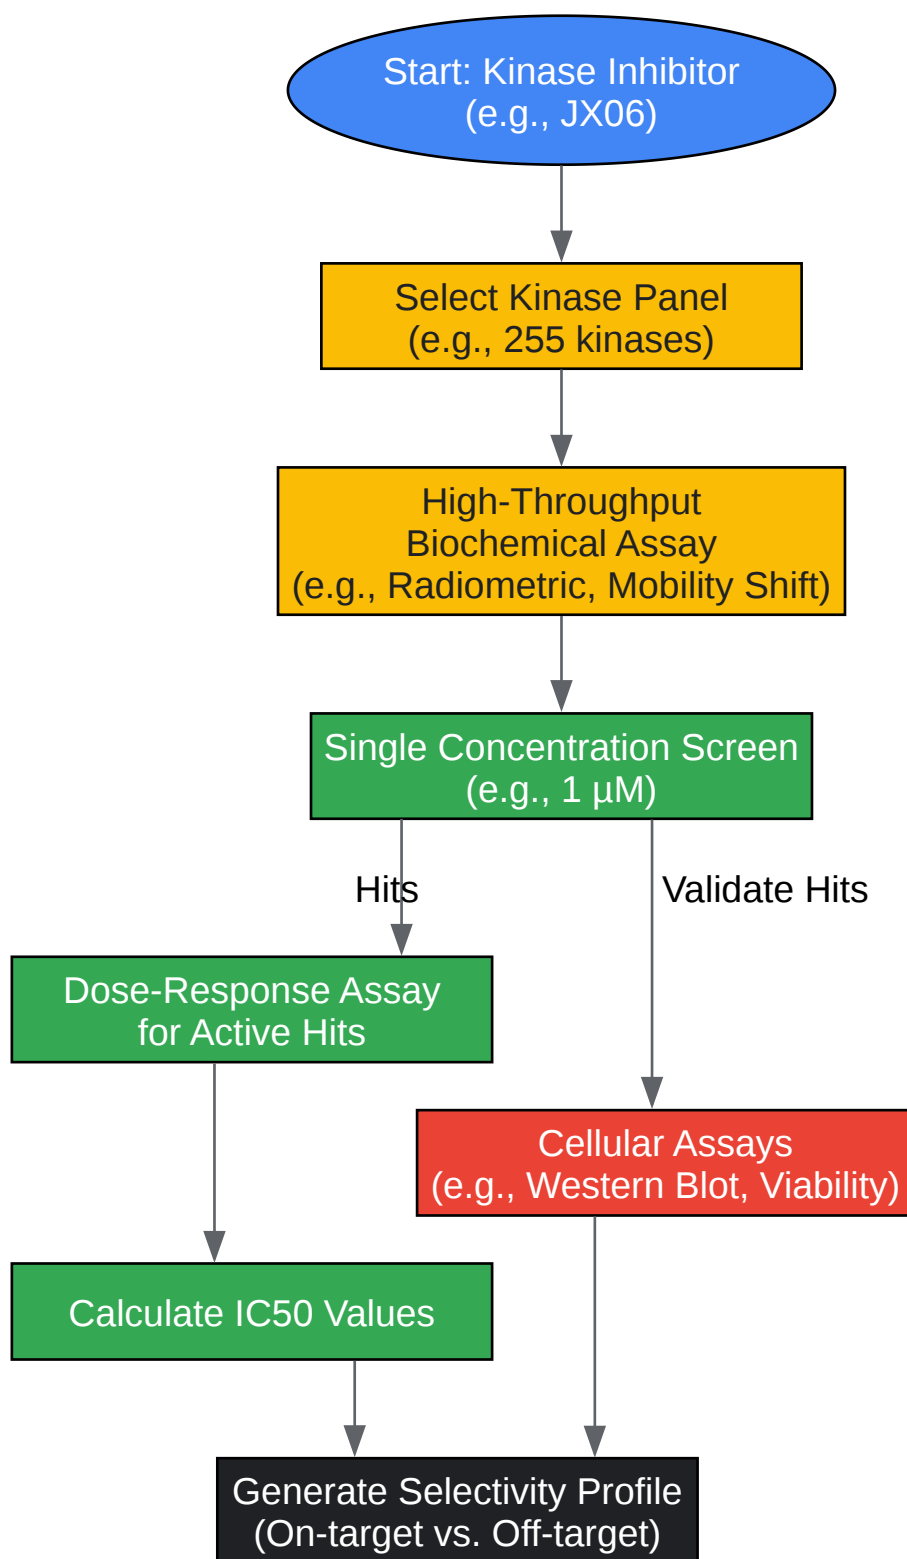 Start: Kinase Inhibitor
(e.g., JX06)
Select Kinase Panel
(e.g., 255 kinases)
High-Throughput
Biochemical Assay
(e.g., Radiometric, Mobility Shift)
Single Concentration Screen
(e.g., 1 µM)
Hits
Validate Hits
Dose-Response Assay
for Active Hits
Cellular Assays
(e.g., Western Blot, Viability)
Calculate IC50 Values
Generate Selectivity Profile
(On-target vs. Off-target)